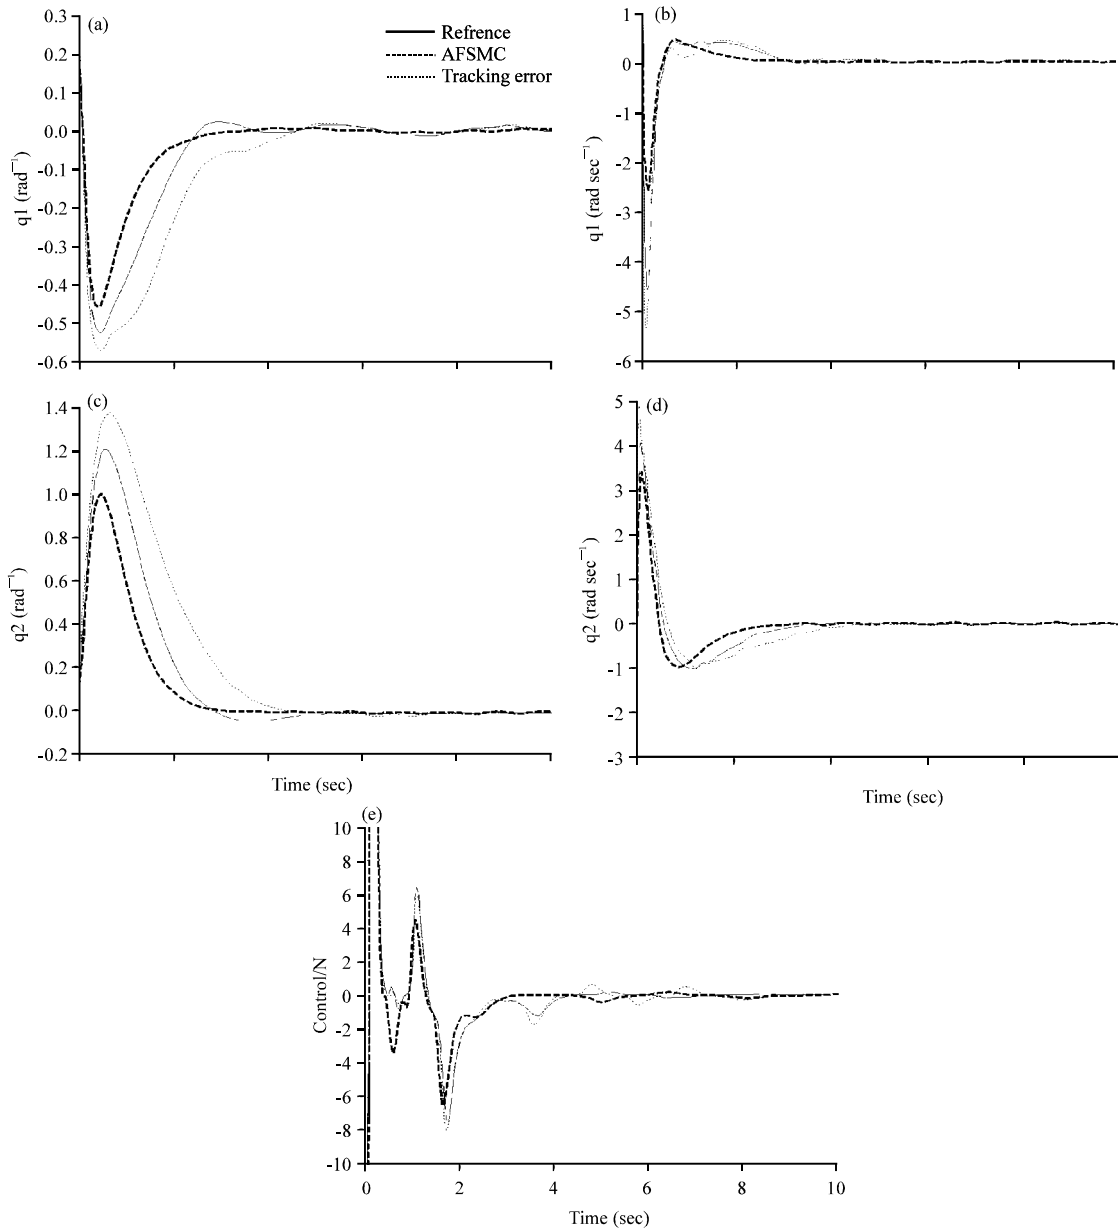 (a)
0.3
0.2
0.1
0.0
-0.1
-0.2
-0.3
-0.4
-0.5
-0.6
q1 (rad⁻¹)
Refrence
AFSMC
Tracking error
(b)
1
0
-1
-2
-3
-4
-5
-6
q1 (rad sec⁻¹)
(c)
1.4
1.2
1.0
0.8
0.6
0.4
0.2
0.0
-0.2
q2 (rad⁻¹)
Time (sec)
(d)
5
4
3
2
1
0
-1
-2
-3
q2 (rad sec⁻¹)
Time (sec)
(e)
10
8
6
4
2
0
-2
-4
-6
-8
-10
Control/N
0 2 4 6 8 10
Time (sec)